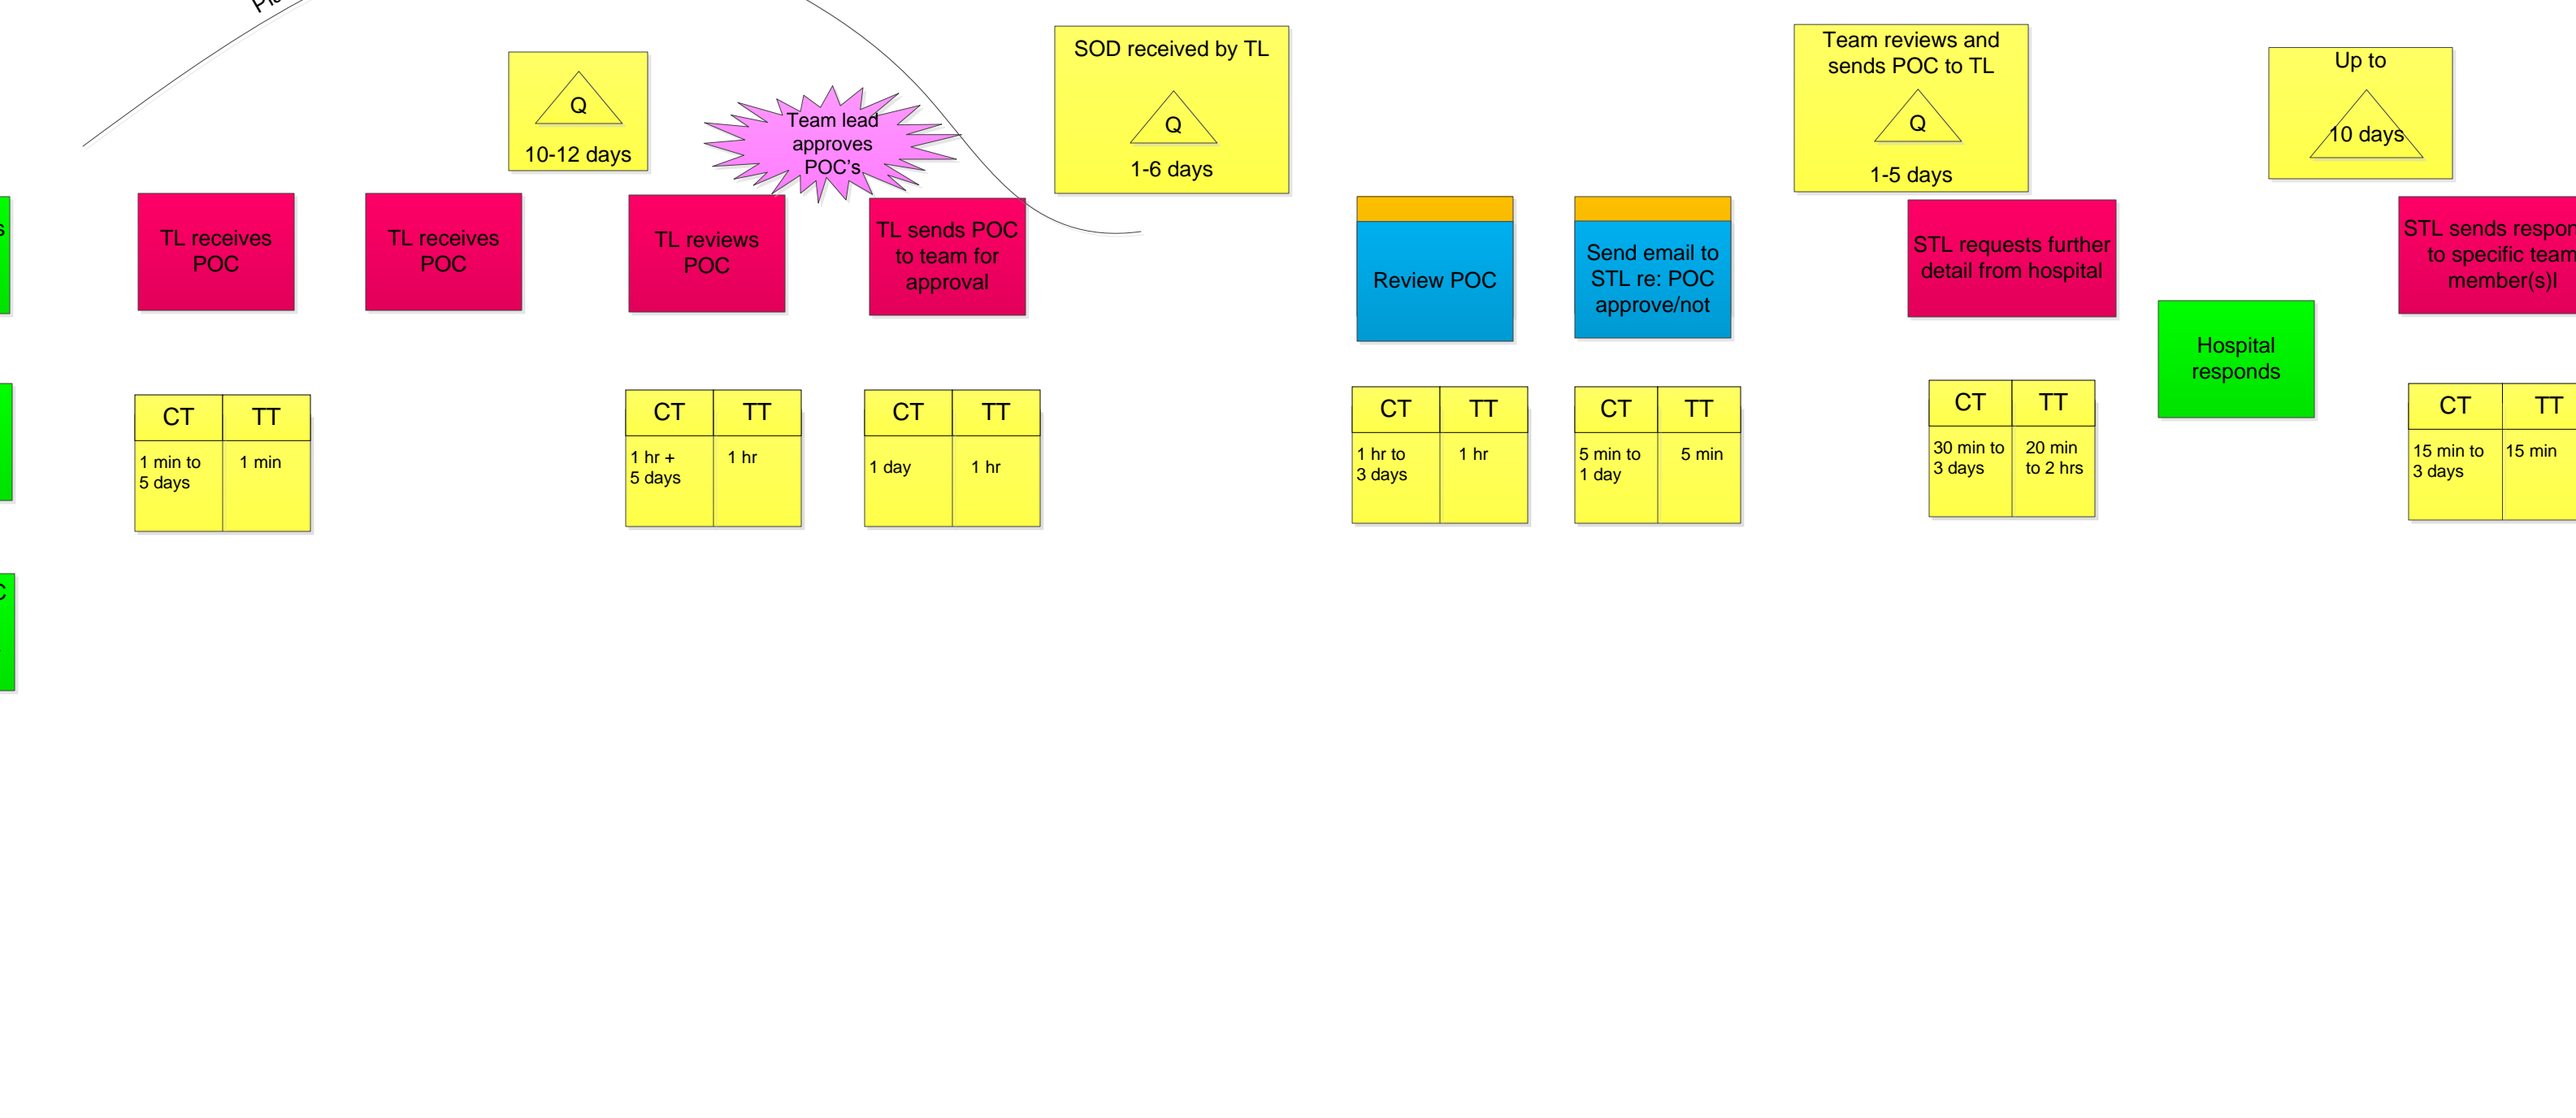 SOD received by TL
Q
1-6 days
Team reviews and
sends POC to TL
Q
1-5 days
Up to
10 days
Q
10-12 days
Team lead
approves
POC's
TL receives
POC
TL receives
POC
TL reviews
POC
TL sends POC
to team for
approval
Review POC
Send email to
STL re: POC
approve/not
STL requests further
detail from hospital
Hospital
responds
STL sends
to specific team
member(s)l
CT TT
1 min to
5 days
1 min
CT TT
1 hr +
5 days
1 hr
CT TT
1 day
1 hr
CT TT
1 hr to
3 days
1 hr
CT TT
5 min to
1 day
5 min
CT TT
30 min to
3 days
20 min
to 2 hrs
CT TT
15 min to
3 days
15 min